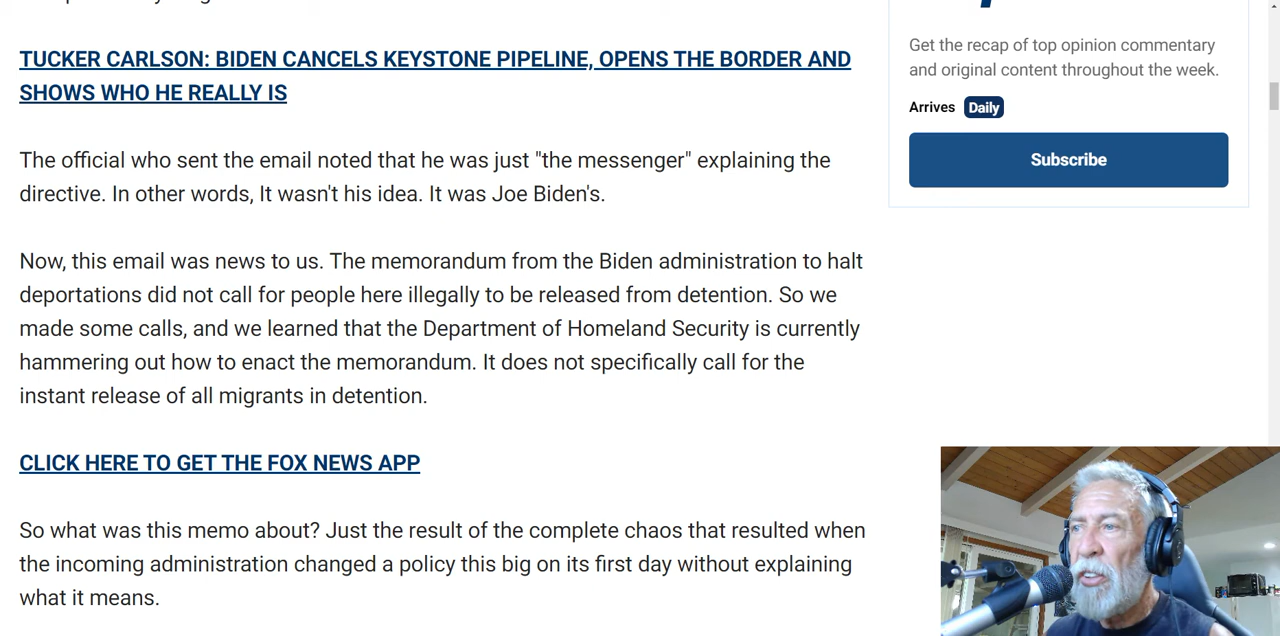 Get the recap of top opinion commentary
and original content throughout the week.
Arrives Daily
Subscribe
TUCKER CARLSON: BIDEN CANCELS KEYSTONE PIPELINE, OPENS THE BORDER AND
SHOWS WHO HE REALLY IS
The official who sent the email noted that he was just "the messenger" explaining the
directive. In other words, It wasn't his idea. It was Joe Biden's.
Now, this email was news to us. The memorandum from the Biden administration to halt
deportations did not call for people here illegally to be released from detention. So we
made some calls, and we learned that the Department of Homeland Security is currently
hammering out how to enact the memorandum. It does not specifically call for the
instant release of all migrants in detention.
CLICK HERE TO GET THE FOX NEWS APP
So what was this memo about? Just the result of the complete chaos that resulted when
the incoming administration changed a policy this big on its first day without explaining
what it means.